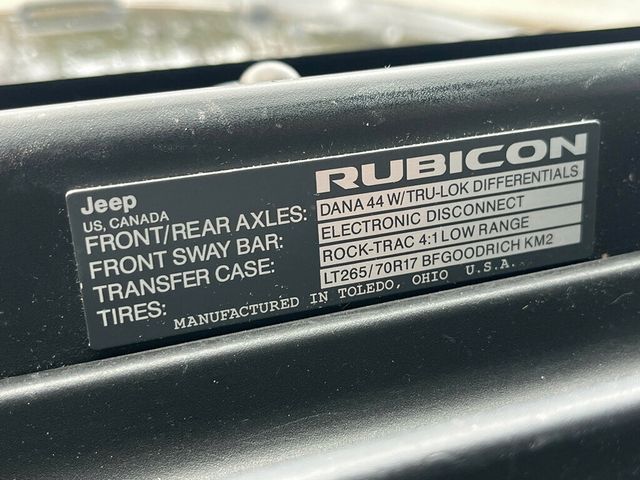 Jeep RUBICON
US, CANADA
FRONT/REAR AXLES: DANA 44 W/TRU-LOK DIFFERENTIALS
FRONT SWAY BAR: ELECTRONIC DISCONNECT
TRANSFER CASE: ROCK-TRAC 4:1 LOW RANGE
TIRES: LT265/70R17 BFGOODRICH KM2
MANUFACTURED IN TOLEDO, OHIO U.S.A.